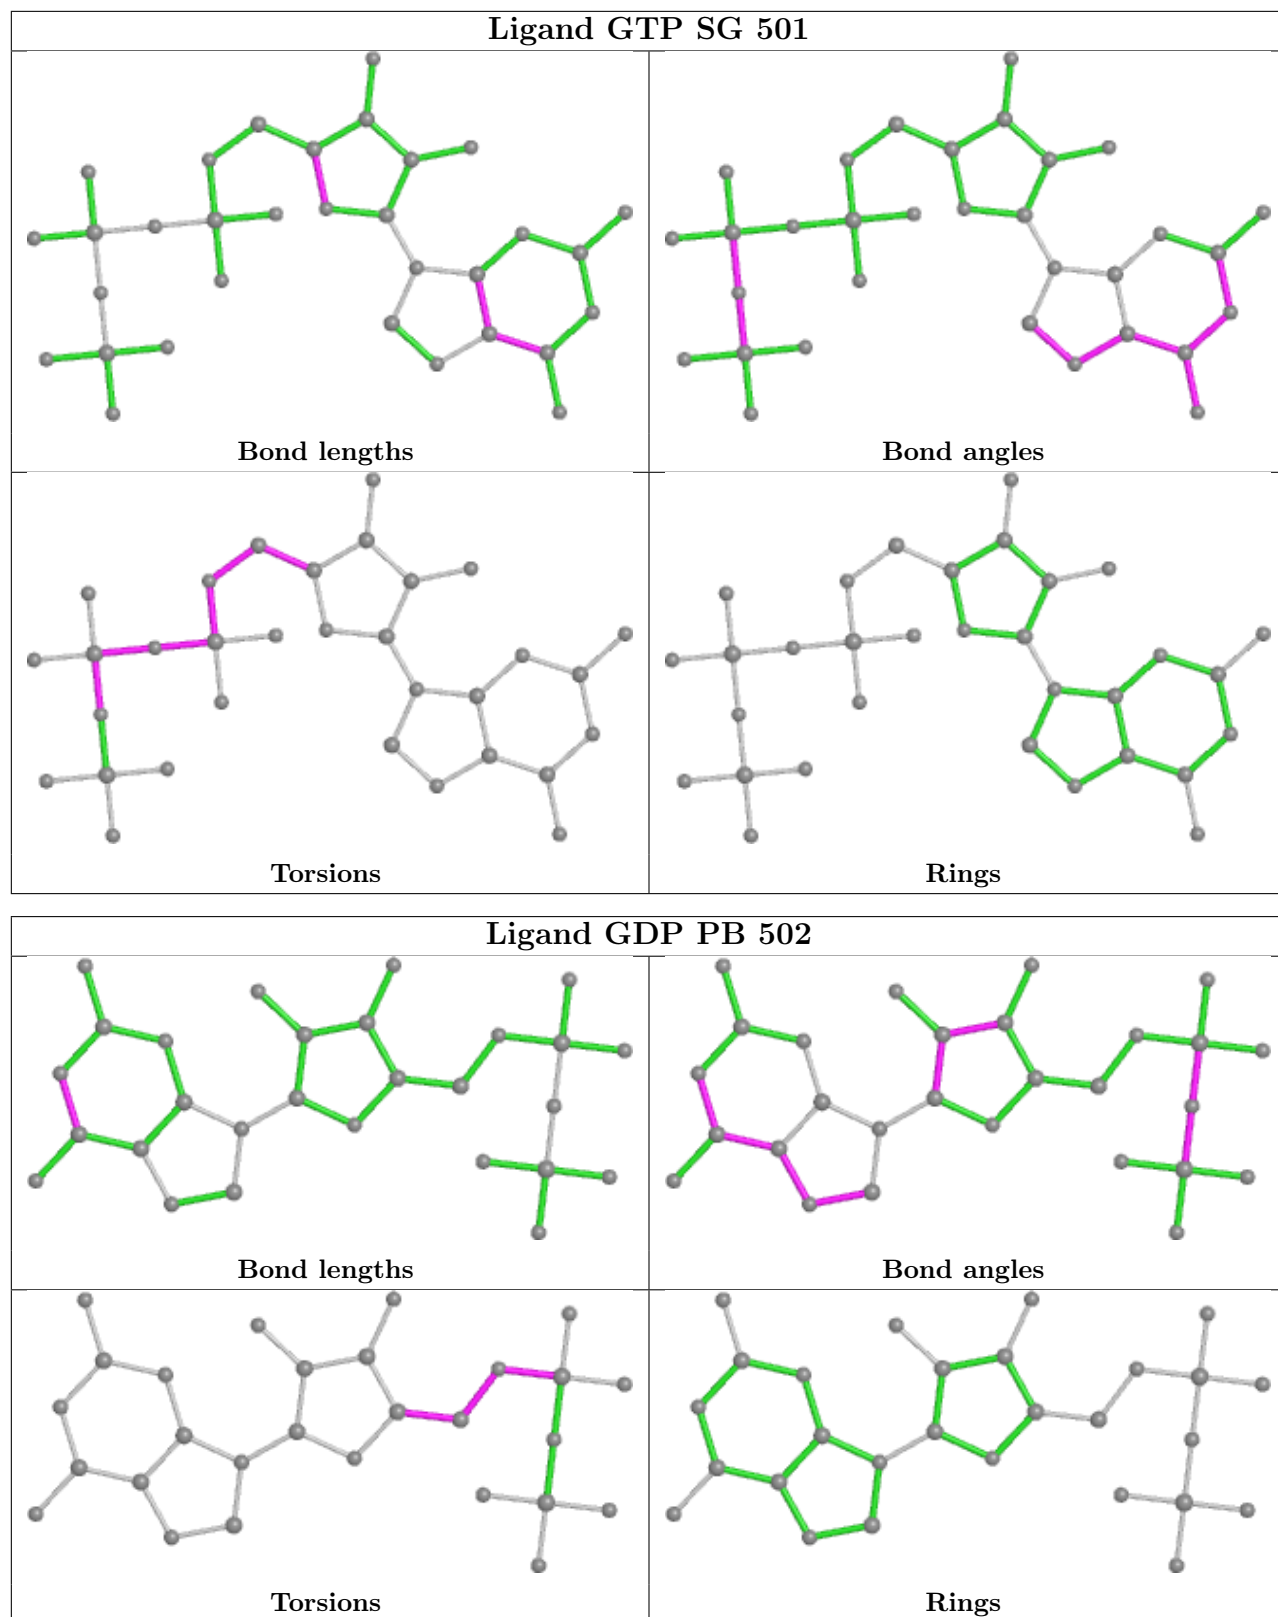 Ligand GTP SG 501
Bond lengths
Bond angles
Torsions
Rings
Ligand GDP PB 502
Bond lengths
Bond angles
Torsions
Rings